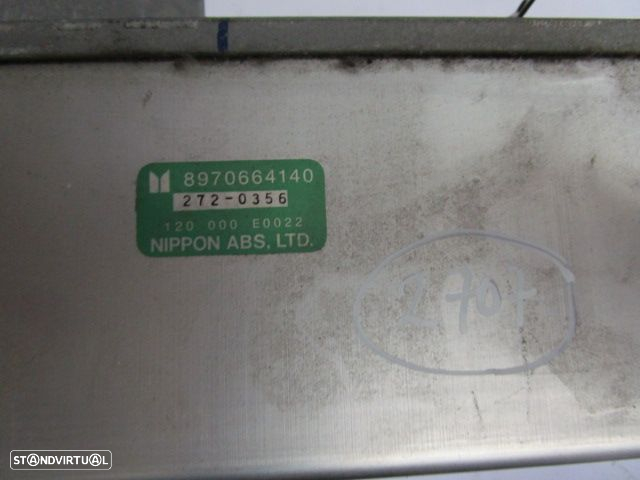 8970664140
272-0356
120 000 E0022
NIPPON ABS, LTD.
2707
STANDVIRTUAL